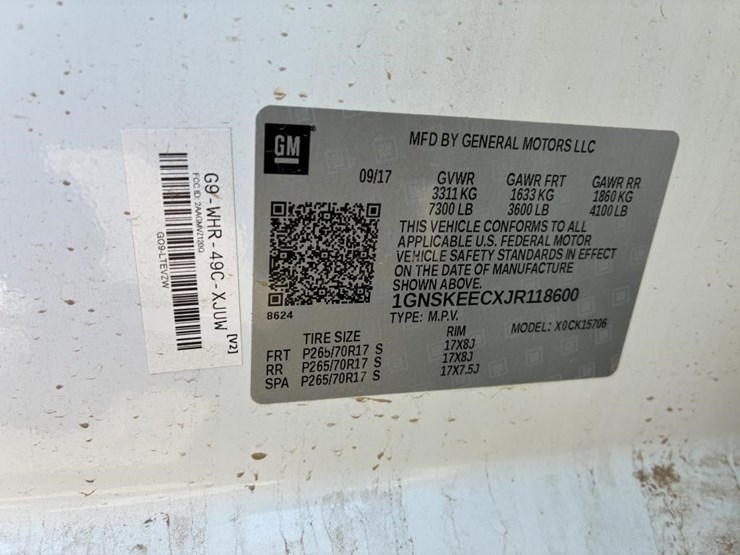 G9-WHR-49C-XJUW [V2]
GO9-LTEVZW
GM
MFD BY GENERAL MOTORS LLC
09/17 GVWR GAWR FRT GAWR RR
3311 KG 1633 KG 1860 KG
7300 LB 3600 LB 4100 LB
THIS VEHICLE CONFORMS TO ALL
APPLICABLE U.S. FEDERAL MOTOR
VEHICLE SAFETY STANDARDS IN EFFECT
ON THE DATE OF MANUFACTURE
SHOWN ABOVE.
1GNSKEECXJR118600
8624
TYPE: M.P.V. MODEL: X0CK15706
TIRE SIZE RIM
FRT P265/70R17 S 17X8J
RR P265/70R17 S 17X8J
SPA P265/70R17 S 17X7.5J